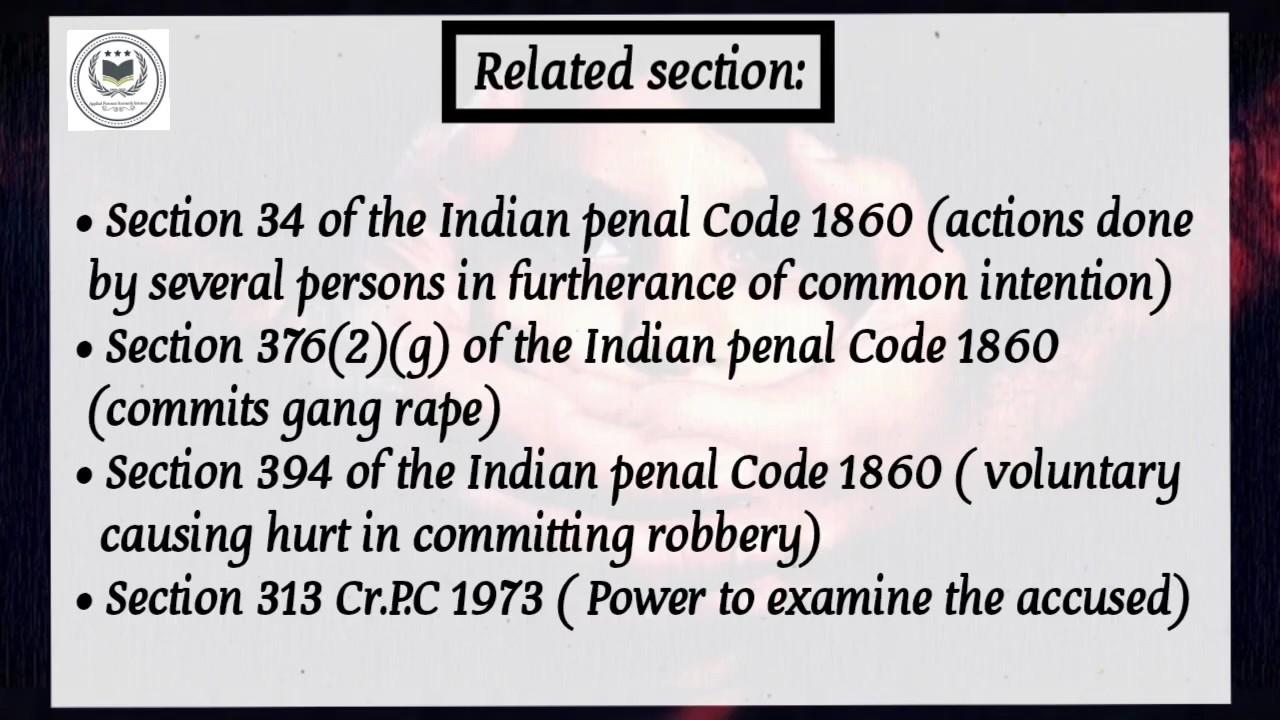 Related section:
• Section 34 of the Indian penal Code 1860 (actions done
by several persons in furtherance of common intention)
• Section 376(2)(g) of the Indian penal Code 1860
(commits gang rape)
• Section 394 of the Indian penal Code 1860 ( voluntary
causing hurt in committing robbery)
• Section 313 Cr.P.C 1973 ( Power to examine the accused)